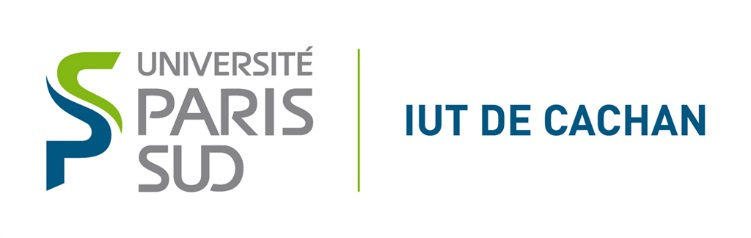 UNIVERSITÉ
PARIS
SUD
IUT DE CACHAN